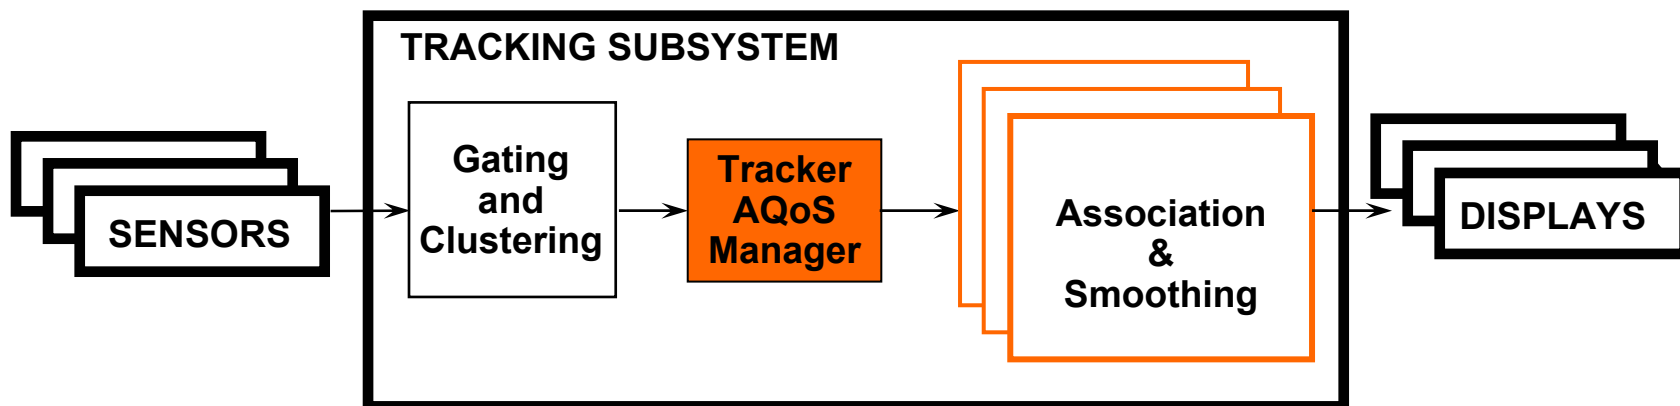 TRACKING SUBSYSTEM
SENSORS
Gating
and
Clustering
Tracker
AQoS
Manager
Association
&
Smoothing
DISPLAYS